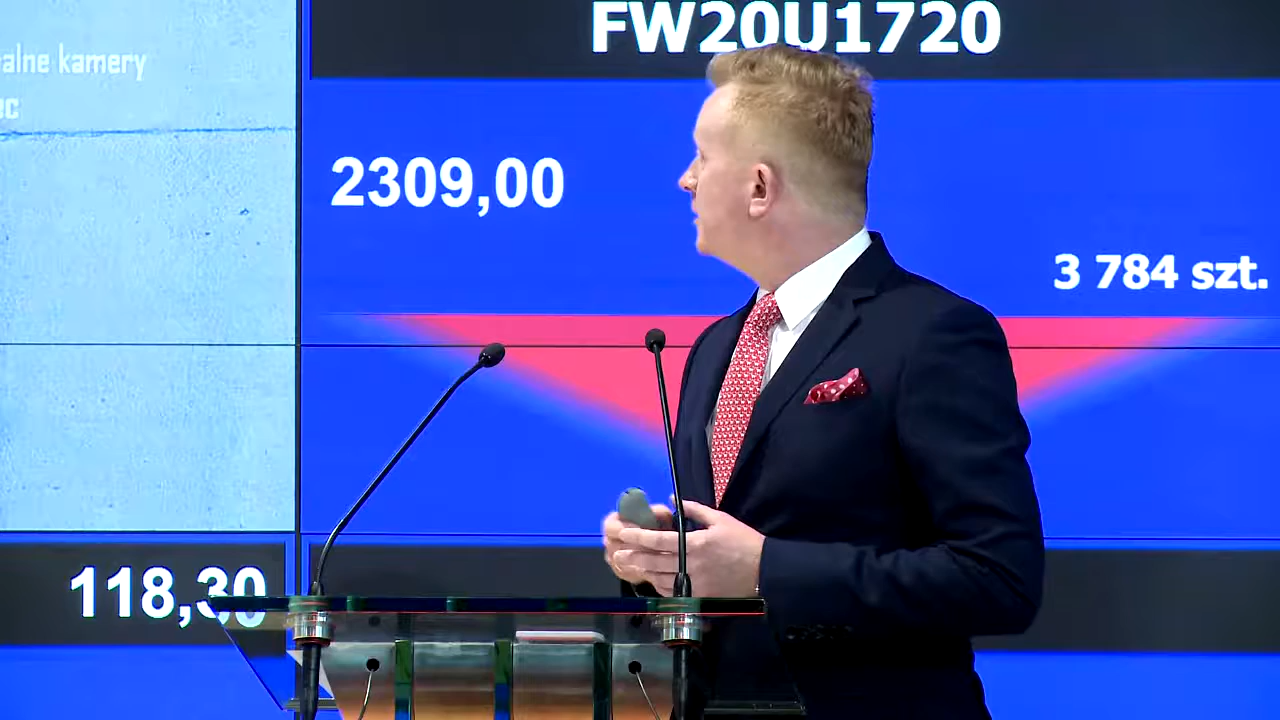 FW20U1720
alne kamery
2309,00
3 784 szt.
118,30